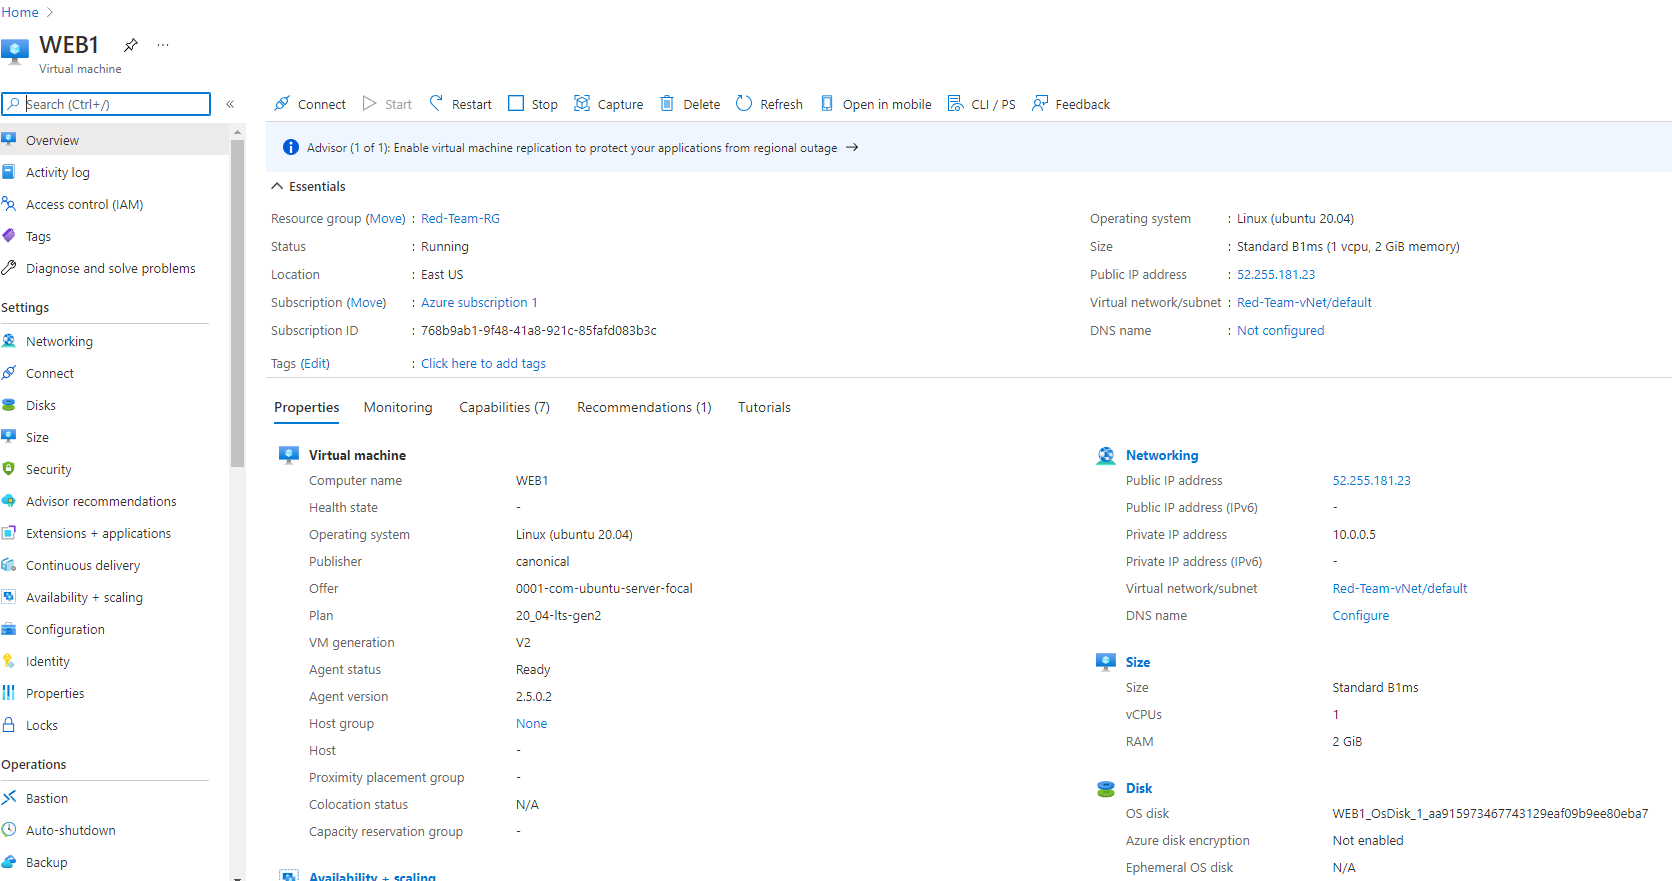 Home
WEB1
Virtual machine
Search (Ctrl+/)
Overview
Activity log
Access control (IAM)
Tags
Diagnose and solve problems
Settings
Networking
Connect
Disks
Size
Security
Advisor recommendations
Extensions + applications
Continuous delivery
Availability + scaling
Configuration
Identity
Properties
Locks
Operations
Bastion
Auto-shutdown
Backup
Connect Start Restart Stop Capture Delete Refresh Open in mobile CLI / PS Feedback
Advisor (1 of 1): Enable virtual machine replication to protect your applications from regional outage →
Essentials
Resource group (Move) : Red-Team-RG
Status : Running
Location : East US
Subscription (Move) : Azure subscription 1
Subscription ID : 768b9ab1-9f48-41a8-921c-85fafd083b3c
Tags (Edit) : Click here to add tags
Operating system : Linux (ubuntu 20.04)
Size : Standard B1ms (1 vcpu, 2 GiB memory)
Public IP address : 52.255.181.23
Virtual network/subnet : Red-Team-vNet/default
DNS name : Not configured
Properties Monitoring Capabilities (7) Recommendations (1) Tutorials
Virtual machine
Computer name WEB1
Health state -
Operating system Linux (ubuntu 20.04)
Publisher canonical
Offer 0001-com-ubuntu-server-focal
Plan 20_04-lts-gen2
VM generation V2
Agent status Ready
Agent version 2.5.0.2
Host group None
Host -
Proximity placement group -
Colocation status N/A
Capacity reservation group -
Availability + scaling
Networking
Public IP address 52.255.181.23
Public IP address (IPv6) -
Private IP address 10.0.0.5
Private IP address (IPv6) -
Virtual network/subnet Red-Team-vNet/default
DNS name Configure
Size
Size Standard B1ms
vCPUs 1
RAM 2 GiB
Disk
OS disk WEB1_OsDisk_1_aa915973467743129eaf09b9ee80eba7
Azure disk encryption Not enabled
Ephemeral OS disk N/A